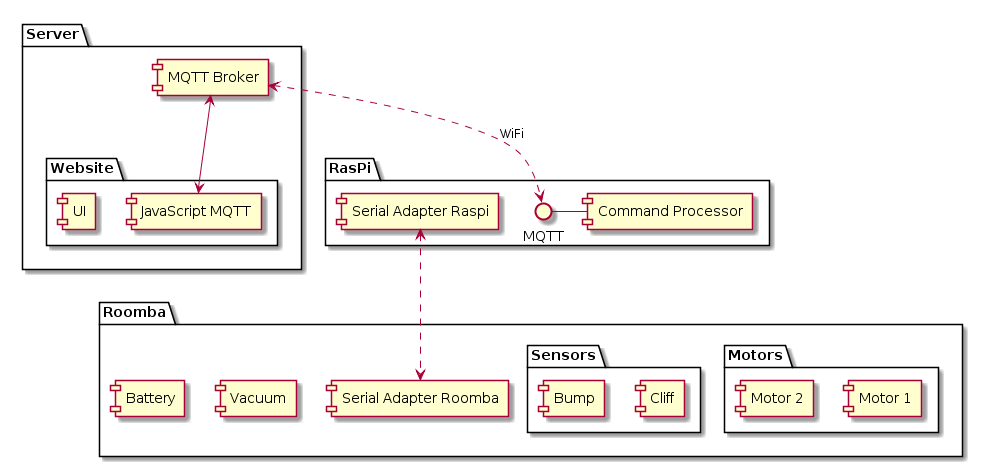 Server
MQTT Broker
WiFi
Website
RasPi
UI
JavaScript MQTT
Serial Adapter Raspi
Command Processor
MQTT
Roomba
Sensors
Motors
Battery
Vacuum
Serial Adapter Roomba
Bump
Cliff
Motor 2
Motor 1